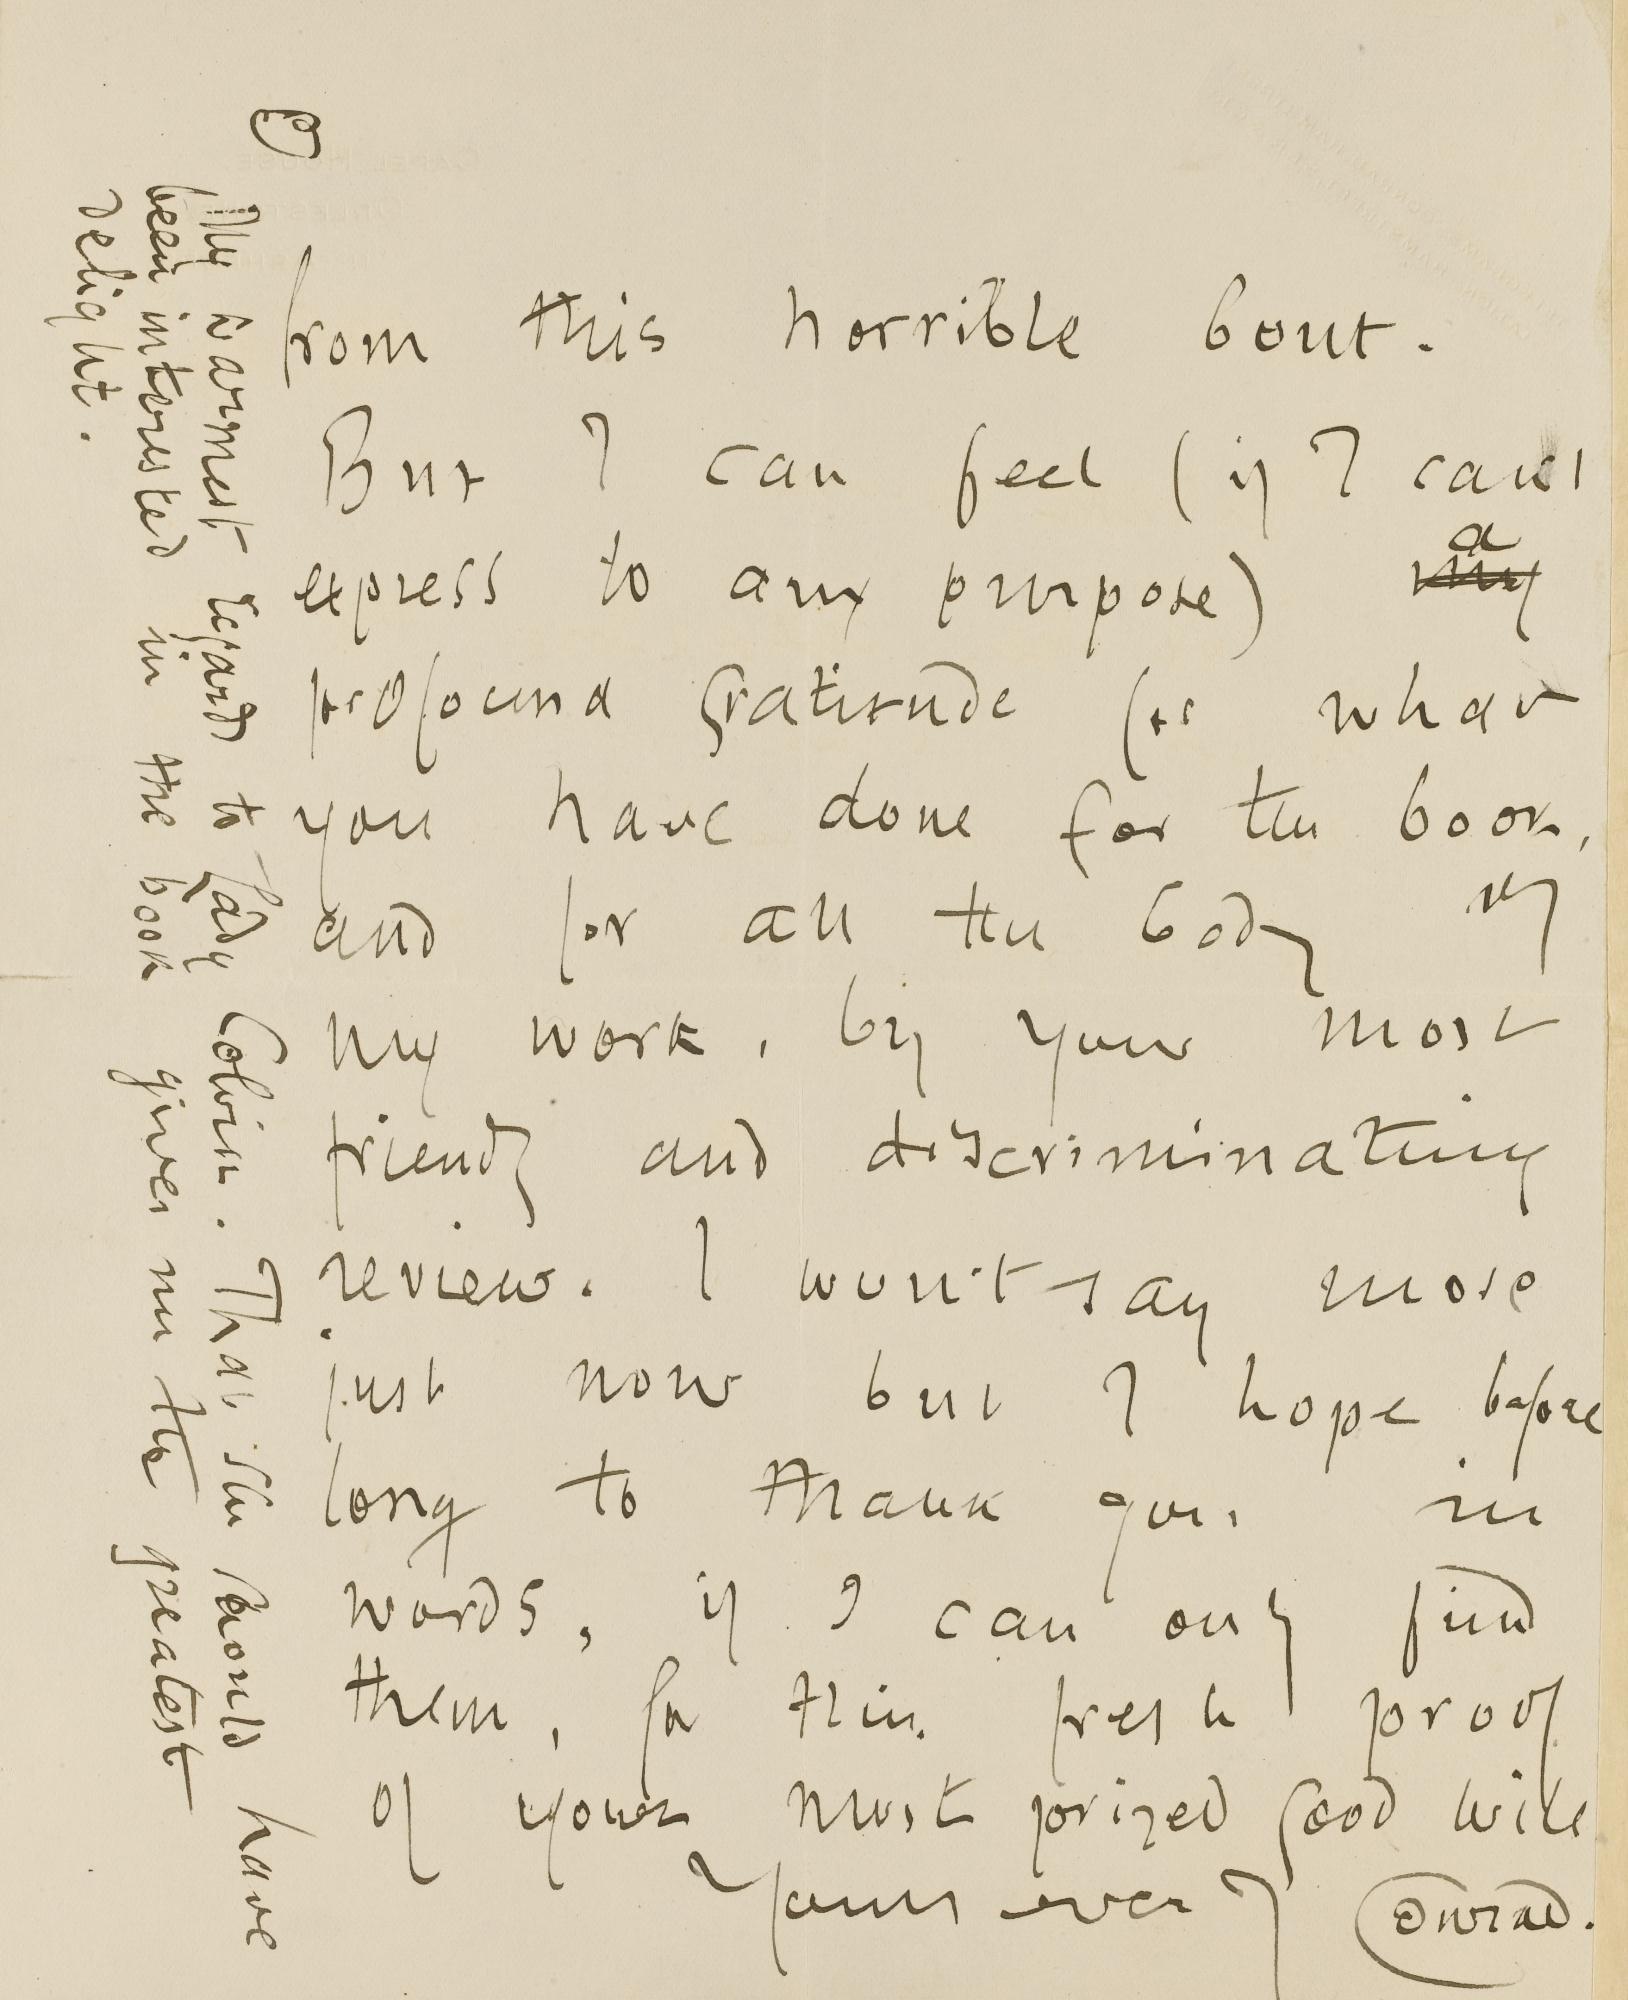 from this horrible bout.
But I can feel (if I can't
a
express to any purpose) my
profound gratitude for what
you have done for the book,
and for all the body of
my work, by your most
friendly and discriminating
review. I won't say more
just now but I hope before
long to thank you, in
words, if I can only find
them, for this fresh proof
of your most prized good will
Yours ever J Conrad.
My warmest regards to Lady Colvin. That she should have
been interested in the book gives me the greatest
delight.